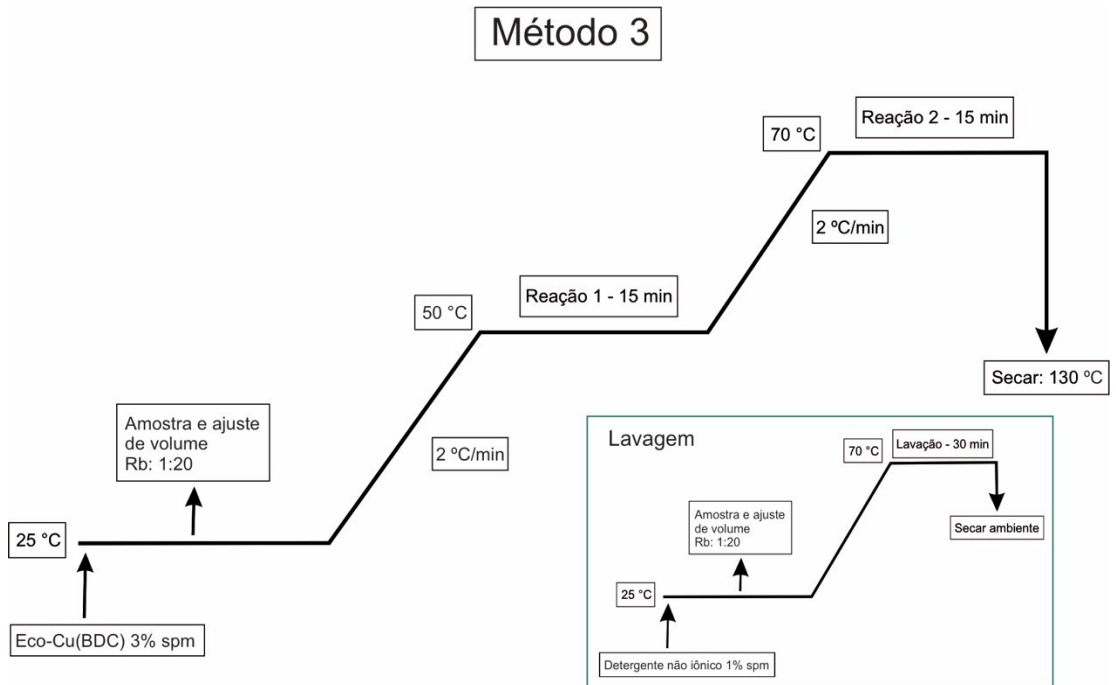 Método 3
70 °C
Reação 2 - 15 min
2 ºC/min
50 °C
Reação 1 - 15 min
Secar: 130 ºC
Amostra e ajuste
de volume
Rb: 1:20
2 ºC/min
25 °C
Eco-Cu(BDC) 3% spm
Lavagem
70 °C
Lavação - 30 min
Amostra e ajuste
de volume
Rb: 1:20
Secar ambiente
25 °C
Detergente não iônico 1% spm